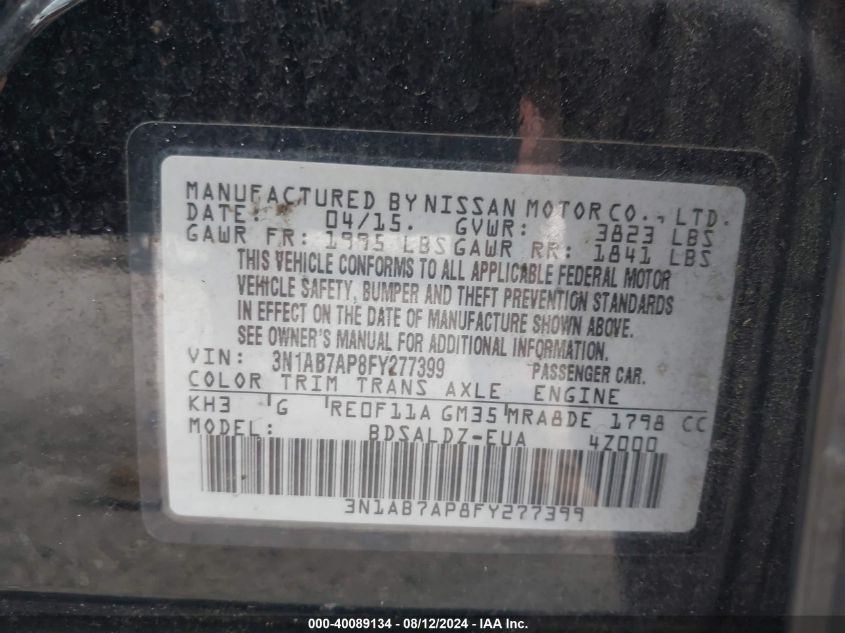 MANUFACTURED BY NISSAN MOTOR CO., LTD.
DATE: 04/15. GVWR: 3823 LBS
GAWR FR: 1995 LBS GAWR RR: 1841 LBS
THIS VEHICLE CONFORMS TO ALL APPLICABLE FEDERAL MOTOR
VEHICLE SAFETY, BUMPER AND THEFT PREVENTION STANDARDS
IN EFFECT ON THE DATE OF MANUFACTURE SHOWN ABOVE.
SEE OWNER'S MANUAL FOR ADDITIONAL INFORMATION.
VIN: 3N1AB7AP8FY277399 PASSENGER CAR.
COLOR TRIM TRANS AXLE ENGINE
KH3 G RE0F11A GM35 MRA8DE 1798 CC
MODEL: BDSALDZ-EUA 4Z000
3N1AB7AP8FY277399
000-40089134 - 08/12/2024 - IAA Inc.